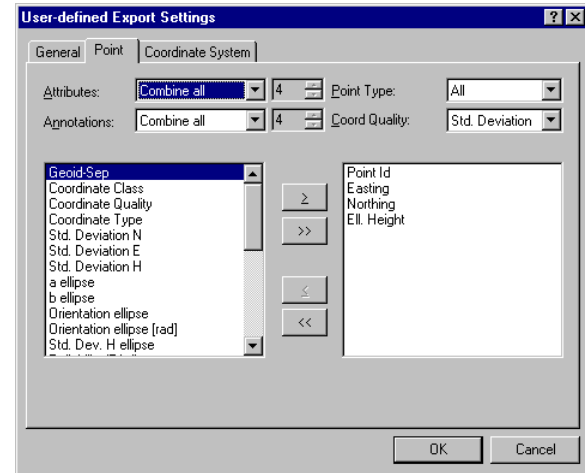 User-defined Export Settings
General Point Coordinate System
Attributes: Combine all 4 Point Type: All
Annotations: Combine all 4 Coord Quality: Std. Deviation
Geoid-Sep
Coordinate Class
Coordinate Quality
Coordinate Type
Std. Deviation N
Std. Deviation E
Std. Deviation H
a ellipse
b ellipse
Orientation ellipse
Orientation ellipse [rad]
Std. Dev. H ellipse
≥
>>
≤
<<
Point Id
Easting
Northing
Ell. Height
OK Cancel